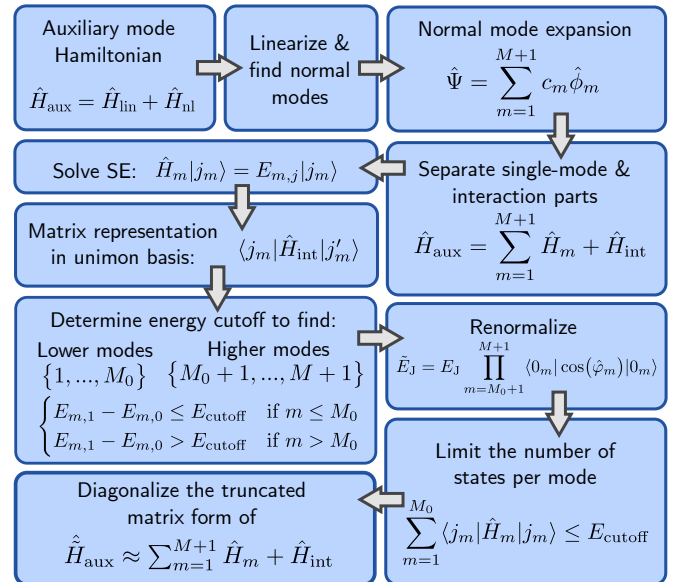 Auxiliary mode
Hamiltonian
Ĥ_aux = Ĥ_lin + Ĥ_nl
Linearize &
find normal
modes
Normal mode expansion
Ψ̂ = ∑_{m=1}^{M+1} c_m ϕ̂_m
Separate single-mode &
interaction parts
Ĥ_aux = ∑_{m=1}^{M+1} Ĥ_m + Ĥ_int
Solve SE: Ĥ_m|j_m⟩ = E_{m,j}|j_m⟩
Matrix representation
in unimon basis: ⟨j_m|Ĥ_int|j′_m⟩
Determine energy cutoff to find:
Lower modes Higher modes
{1, ..., M_0} {M_0 + 1, ..., M + 1}
{ E_{m,1} − E_{m,0} ≤ E_cutoff if m ≤ M_0
E_{m,1} − E_{m,0} > E_cutoff if m > M_0
Renormalize
Ẽ_J = E_J ∏_{m=M_0+1}^{M+1} ⟨0_m| cos(φ̂_m)|0_m⟩
Limit the number of
states per mode
∑_{m=1}^{M_0} ⟨j_m|Ĥ_m|j_m⟩ ≤ E_cutoff
Diagonalize the truncated
matrix form of
H̃̂_aux ≈ ∑_{m=1}^{M+1} Ĥ_m + Ĥ_int